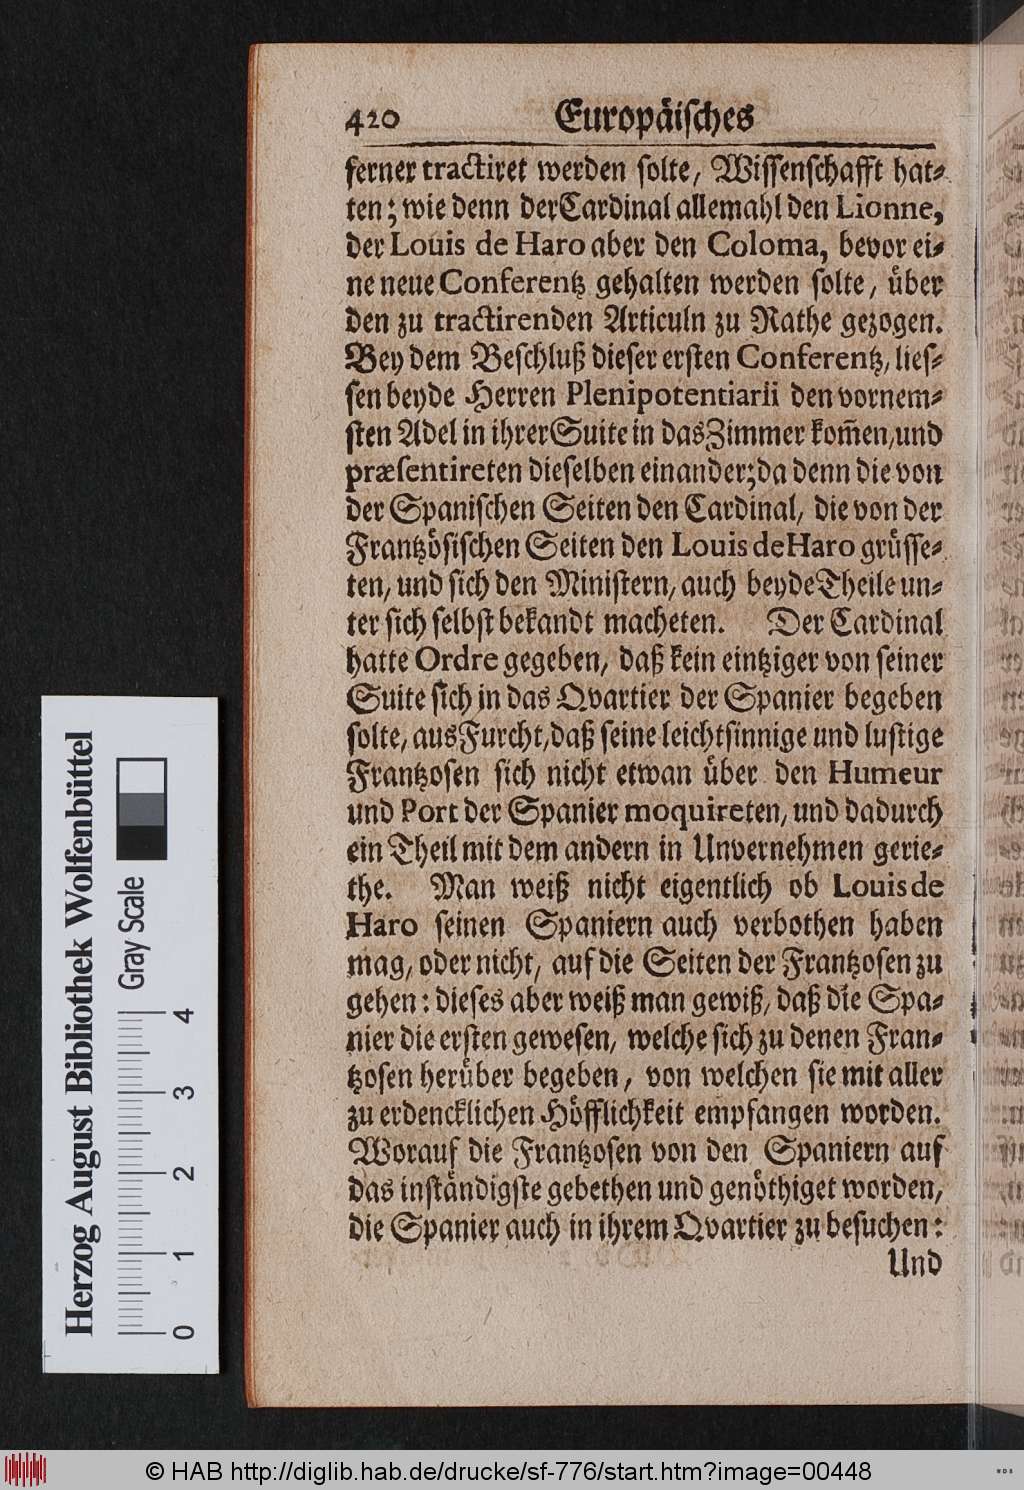 420 Europäisches
ferner tractiret werden solte, Wissenschafft hat-
ten; wie denn der Cardinal allemahl den Lionne,
der Louis de Haro aber den Coloma, bevor ei-
ne neue Conferentz gehalten werden solte, über
den zu tractirenden Articuln zu Rathe gezogen.
Bey dem Beschluß dieser ersten Conferentz, lies-
sen beyde Herren Plenipotentiarii den vornem-
sten Adel in ihrer Suite in das Zimmer kom̃en, und
præsentireten dieselben einander; da denn die von
der Spanischen Seiten den Cardinal, die von der
Frantzösischen Seiten den Louis de Haro grüsse-
ten, und sich den Ministern, auch beyde Theile un-
ter sich selbst bekandt macheten. Der Cardinal
hatte Ordre gegeben, daß kein eintziger von seiner
Suite sich in das Qvartier der Spanier begeben
solte, aus Furcht, daß seine leichtsinnige und lustige
Frantzosen sich nicht etwan über den Humeur
und Port der Spanier moquireten, und dadurch
ein Theil mit dem andern in Unvernehmen gerie-
the. Man weiß nicht eigentlich ob Louis de
Haro seinen Spaniern auch verbothen haben
mag, oder nicht, auf die Seiten der Frantzosen zu
gehen: dieses aber weiß man gewiß, daß die Spa-
nier die ersten gewesen, welche sich zu denen Fran-
tzosen herüber begeben, von welchen sie mit aller
zu erdencklichen Höfflichkeit empfangen worden.
Worauf die Frantzosen von den Spaniern auf
das inständigste gebethen und genöthiget worden,
die Spanier auch in ihrem Qvartier zu besuchen:
Und
Herzog August Bibliothek Wolfenbüttel
Gray Scale
0 1 2 3 4
© HAB http://diglib.hab.de/drucke/sf-776/start.htm?image=00448